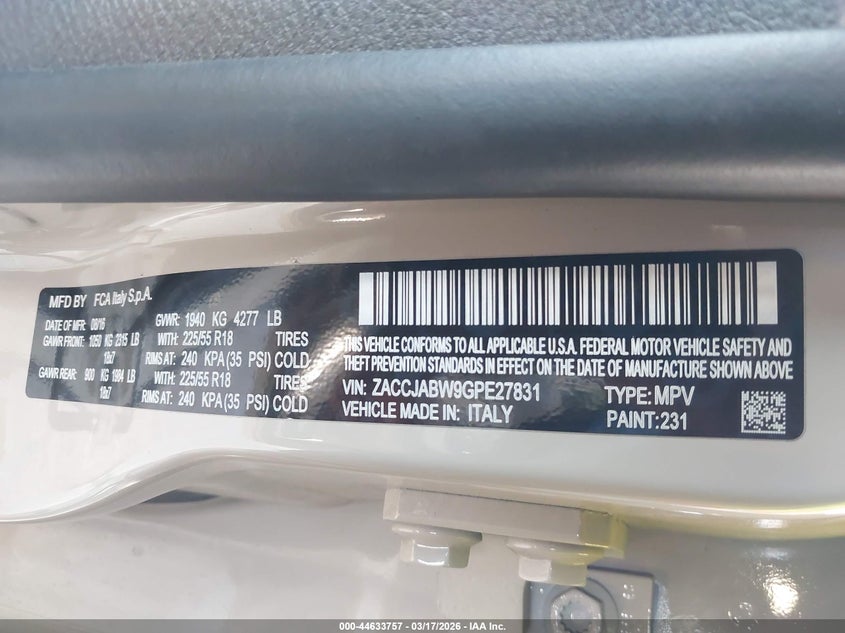 MFD BY FCA Italy S.p.A.
DATE OF MFR: 08/16 GVWR: 1940 KG 4277 LB
GAWR FRONT: 1050 KG 2315 LB WITH: 225/55 R18 TIRES
18x7 RIMS AT: 240 KPA(35 PSI) COLD
GAWR REAR: 900 KG 1984 LB WITH: 225/55 R18 TIRES
18x7 RIMS AT: 240 KPA(35 PSI) COLD
THIS VEHICLE CONFORMS TO ALL APPLICABLE U.S.A. FEDERAL MOTOR VEHICLE SAFETY AND
THEFT PREVENTION STANDARDS IN EFFECT ON THE DATE OF MANUFACTURE SHOWN ABOVE
VIN: ZACCJABW9GPE27831 TYPE: MPV
VEHICLE MADE IN: ITALY PAINT: 231
000-44633757 - 03/17/2026 - IAA Inc.